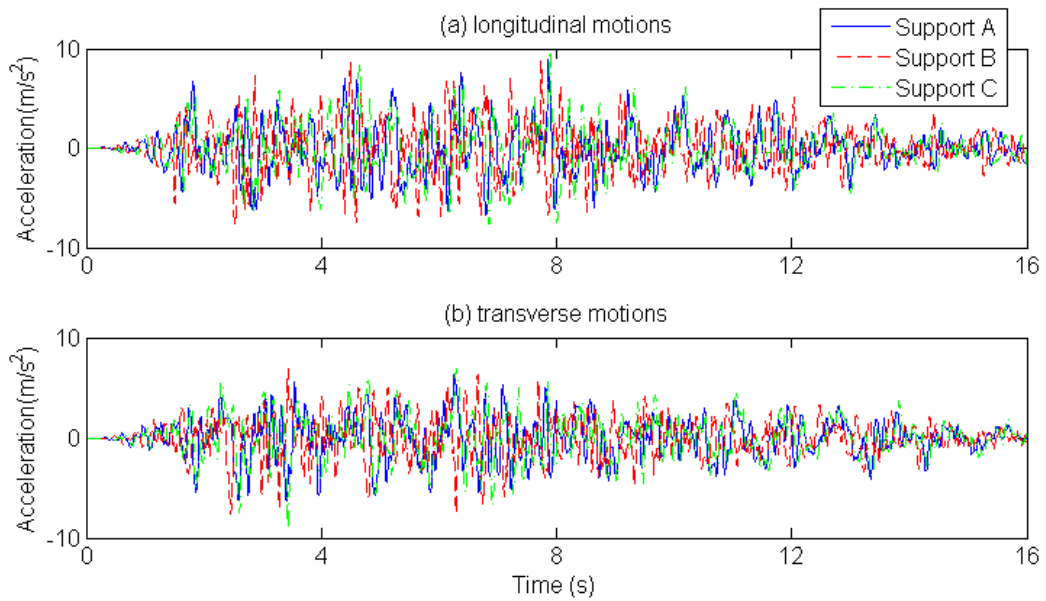 (a) longitudinal motions
Support A
Support B
Support C
10
0
-10
Acceleration(m/s²)
0
4
8
12
16
(b) transverse motions
10
0
-10
Acceleration(m/s²)
0
4
8
12
16
Time (s)